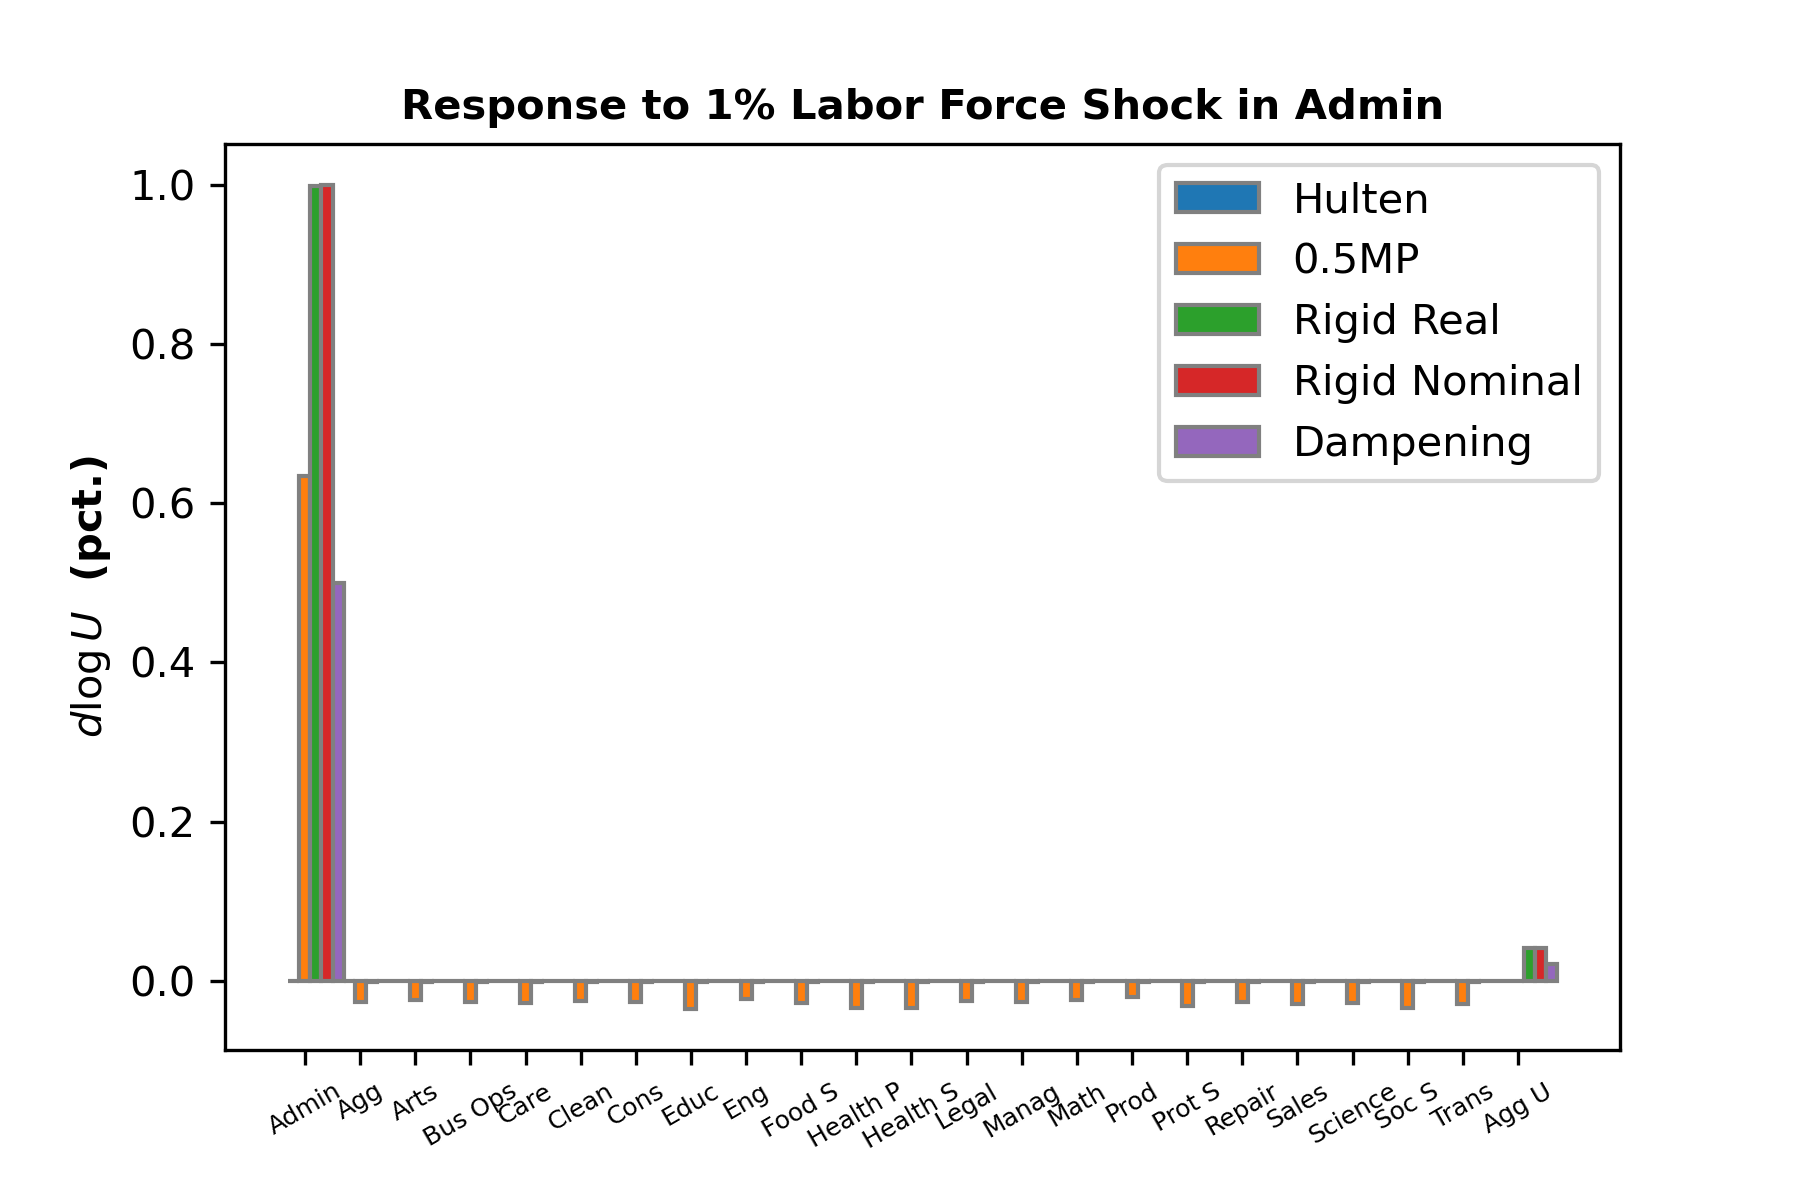 Response to 1% Labor Force Shock in Admin
1.0
0.8
0.6
0.4
0.2
0.0
dlog U (pct.)
Hulten
0.5MP
Rigid Real
Rigid Nominal
Dampening
Admin
Agg
Arts
Bus Ops
Care
Clean
Cons
Educ
Eng
Food S
Health P
Health S
Legal
Manag
Math
Prod
Prot S
Repair
Sales
Science
Soc S
Trans
Agg U